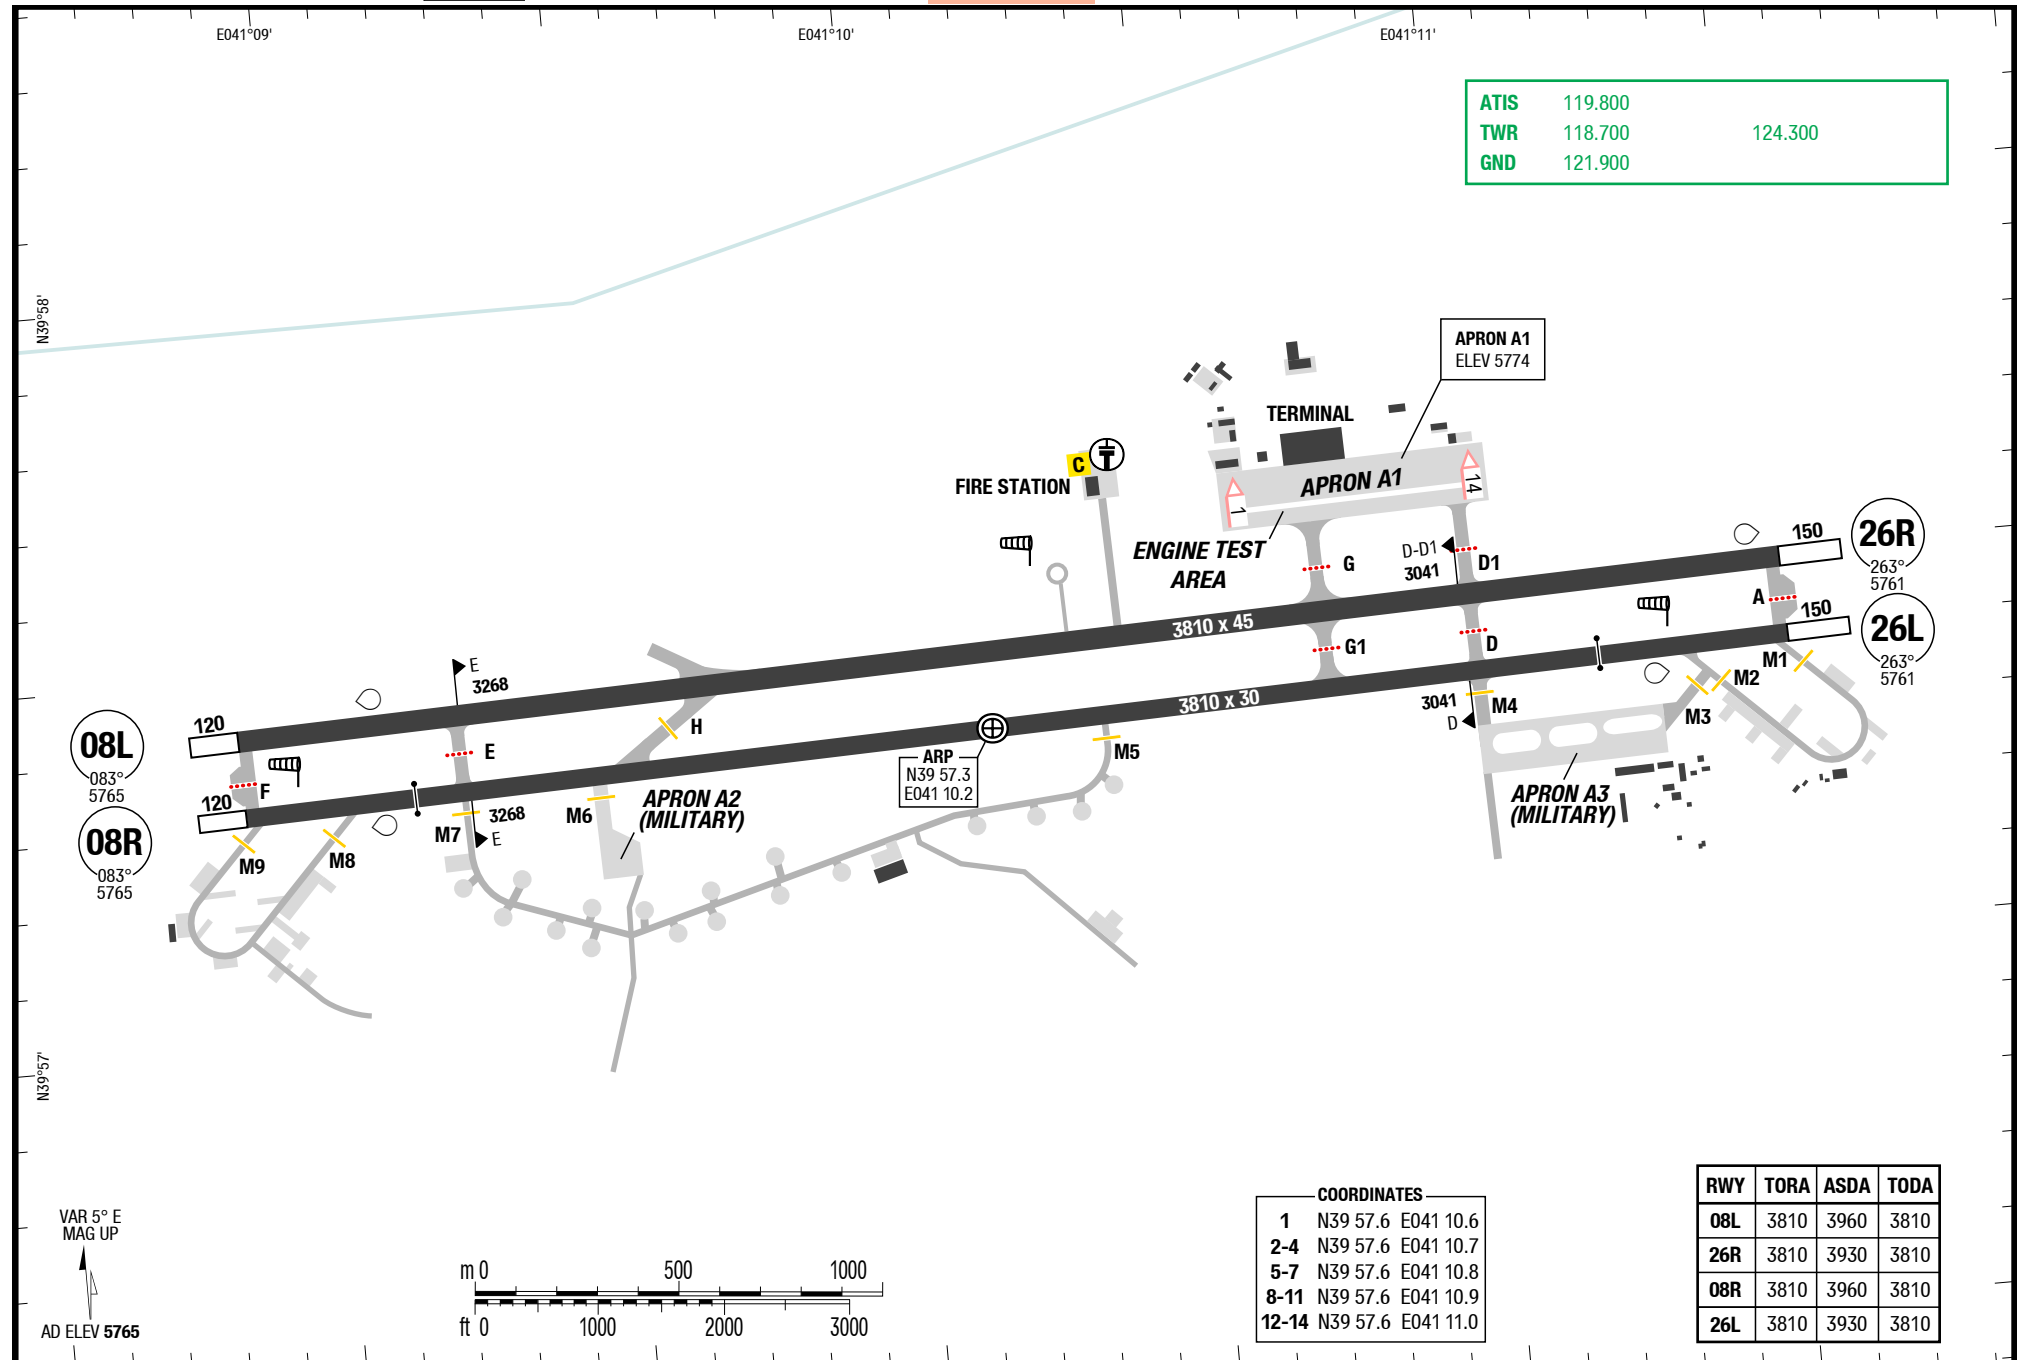 E041°09'
E041°10'
E041°11'
ATIS 119.800
TWR 118.700 124.300
GND 121.900
N39°58'
APRON A1
ELEV 5774
TERMINAL
C
FIRE STATION
APRON A1
1
14
ENGINE TEST
AREA
D-D1
3041
G
D1
150
26R
263°
5761
A
150
26L
263°
5761
3810 x 45
G1
D
M1
M2
M3
E
3268
3810 x 30
3041
D
M4
H
120
08L
083°
5765
E
F
120
08R
083°
5765
ARP
N39 57.3
E041 10.2
M5
M6
APRON A2
(MILITARY)
APRON A3
(MILITARY)
M7
3268
E
M8
M9
N39°57'
VAR 5° E
MAG UP
AD ELEV 5765
m 0 500 1000
ft 0 1000 2000 3000
COORDINATES
1 N39 57.6 E041 10.6
2-4 N39 57.6 E041 10.7
5-7 N39 57.6 E041 10.8
8-11 N39 57.6 E041 10.9
12-14 N39 57.6 E041 11.0
RWY TORA ASDA TODA
08L 3810 3960 3810
26R 3810 3930 3810
08R 3810 3960 3810
26L 3810 3930 3810